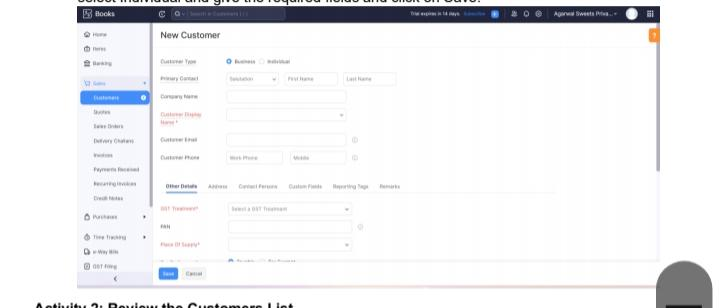 select Individual and give the required fields and click on Save.
Books
Search in Customers ( / )
Trial expires in 14 days. Subscribe
Agarwal Sweets Priva...
Home
Items
Banking
Sales
Customers
Quotes
Sales Orders
Delivery Challans
Invoices
Payments Received
Recurring Invoices
Credit Notes
Purchases
Time Tracking
e-Way Bills
GST Filing
New Customer
?
Customer Type
Business
Individual
Primary Contact
Salutation
First Name
Last Name
Company Name
Customer Display
Name *
Customer Email
Customer Phone
Work Phone
Mobile
Other Details
Address
Contact Persons
Custom Fields
Reporting Tags
Remarks
GST Treatment*
Select a GST Treatment
PAN
Place Of Supply*
Save
Cancel
Activity 2: Review the Customers List